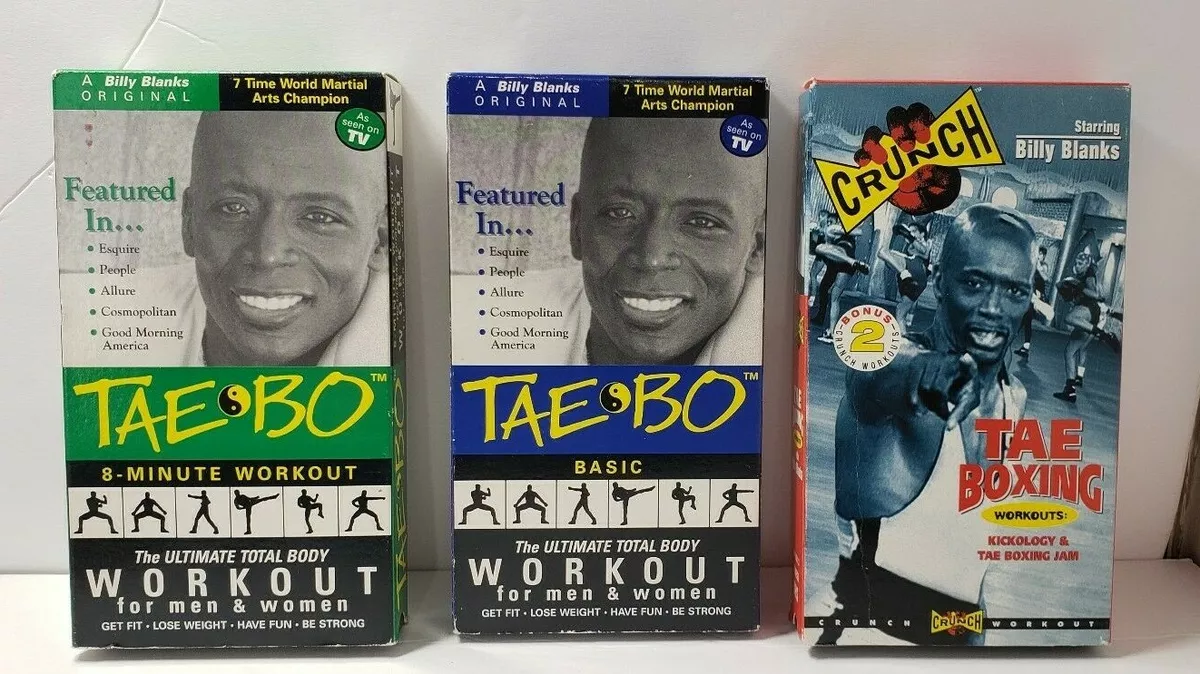 A Billy Blanks
ORIGINAL
7 Time World Martial
Arts Champion
As
seen on
TV
Featured
In...
• Esquire
• People
• Allure
• Cosmopolitan
• Good Morning
America
TAE BO™
8-MINUTE WORKOUT
The ULTIMATE TOTAL BODY
WORKOUT
for men & women
GET FIT • LOSE WEIGHT • HAVE FUN • BE STRONG
TAE BO
A Billy Blanks
ORIGINAL
7 Time World Martial
Arts Champion
As
seen on
TV
Featured
In...
• Esquire
• People
• Allure
• Cosmopolitan
• Good Morning
America
TAE BO™
BASIC
The ULTIMATE TOTAL BODY
WORKOUT
for men & women
GET FIT • LOSE WEIGHT • HAVE FUN • BE STRONG
CRUNCH
Starring
Billy Blanks
BONUS
2
CRUNCH WORKOUTS
TAE
BOXING
WORKOUTS:
KICKOLOGY &
TAE BOXING JAM
CRUNCH CRUNCH WORKOUT